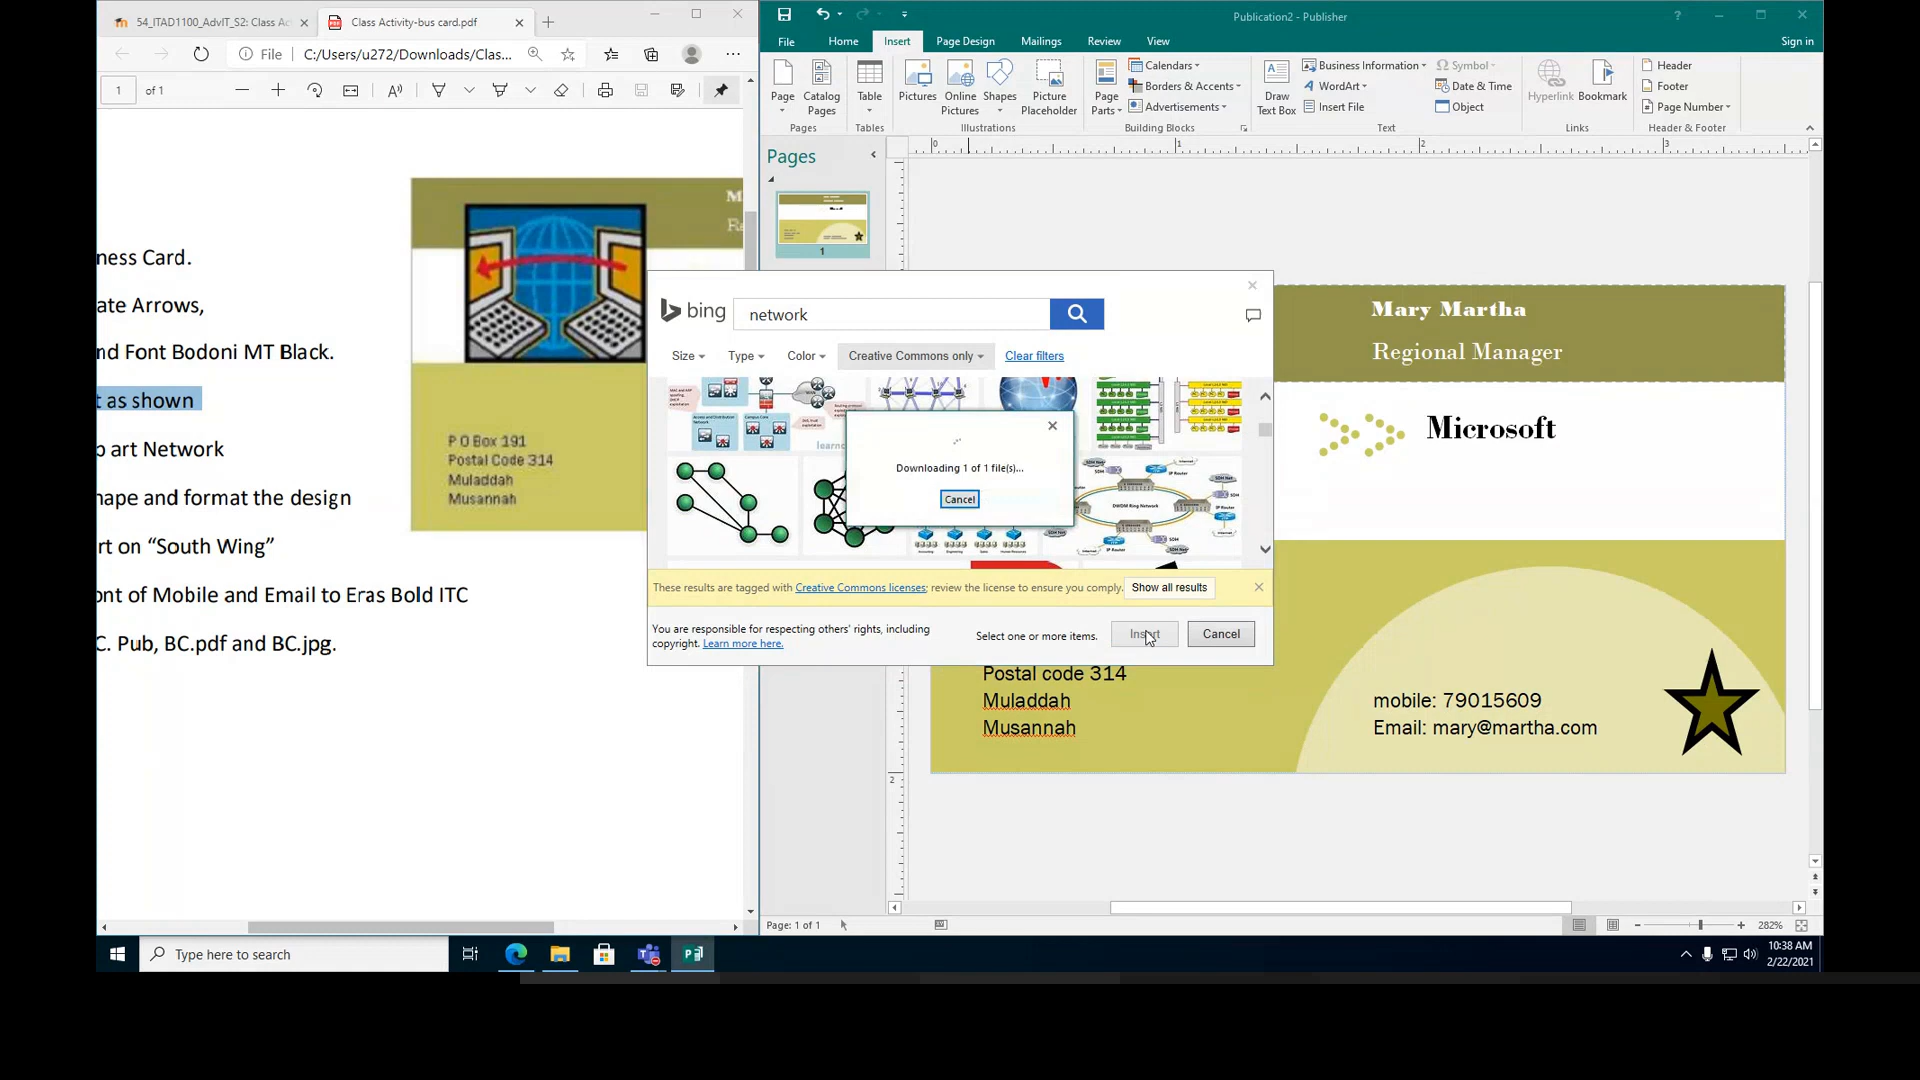 54_ITAD1100_AdvIT_S2: Class Ac
Class Activity-bus card.pdf
File C:/Users/u272/Downloads/Clas...
1 of 1
ness Card.
ate Arrows,
nd Font Bodoni MT Black.
t as shown
p art Network
hape and format the design
rt on “South Wing”
ont of Mobile and Email to Eras Bold ITC
C. Pub, BC.pdf and BC.jpg.
P O Box 191
Postal Code 314
Muladdah
Musannah
Publication2 - Publisher
Sign in
File Home Insert Page Design Mailings Review View
Page Catalog Pages Table Pictures Online Pictures Shapes Picture Placeholder
Page Parts Calendars Borders & Accents Advertisements
Draw Text Box Business Information WordArt Insert File Symbol Date & Time Object
Hyperlink Bookmark Header Footer Page Number
Pages Tables Illustrations Building Blocks Text Links Header & Footer
Pages
1
0 1 2 3
2
bing network
Size Type Color Creative Commons only Clear filters
DWDM Ring Network
Downloading 1 of 1 file(s)...
Cancel
These results are tagged with Creative Commons licenses; review the license to ensure you comply. Show all results
You are responsible for respecting others' rights, including
copyright. Learn more here.
Select one or more items. Insert Cancel
Mary Martha
Regional Manager
Microsoft
Postal code 314
Muladdah
Musannah
mobile: 79015609
Email: mary@martha.com
Page: 1 of 1
282%
Type here to search
10:38 AM
2/22/2021